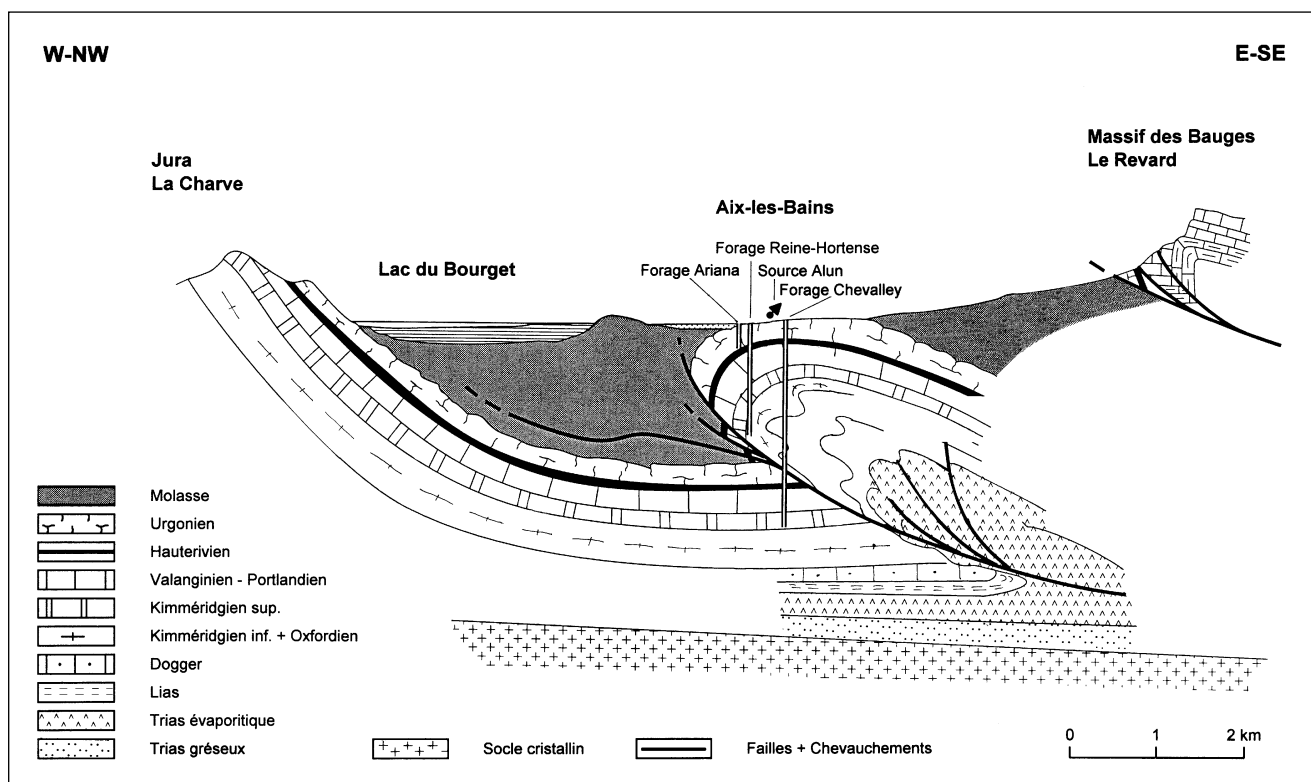 W-NW
E-SE
Massif des Bauges
Le Revard
Jura
La Charve
Aix-les-Bains
Forage Reine-Hortense
Lac du Bourget
Forage Ariana
Source Alun
Forage Chevalley
Molasse
Urgonien
Hauterivien
Valanginien - Portlandien
Kimméridgien sup.
Kimméridgien inf. + Oxfordien
Dogger
Lias
Trias évaporitique
Trias gréseux
Socle cristallin
Failles + Chevauchements
0 1 2 km